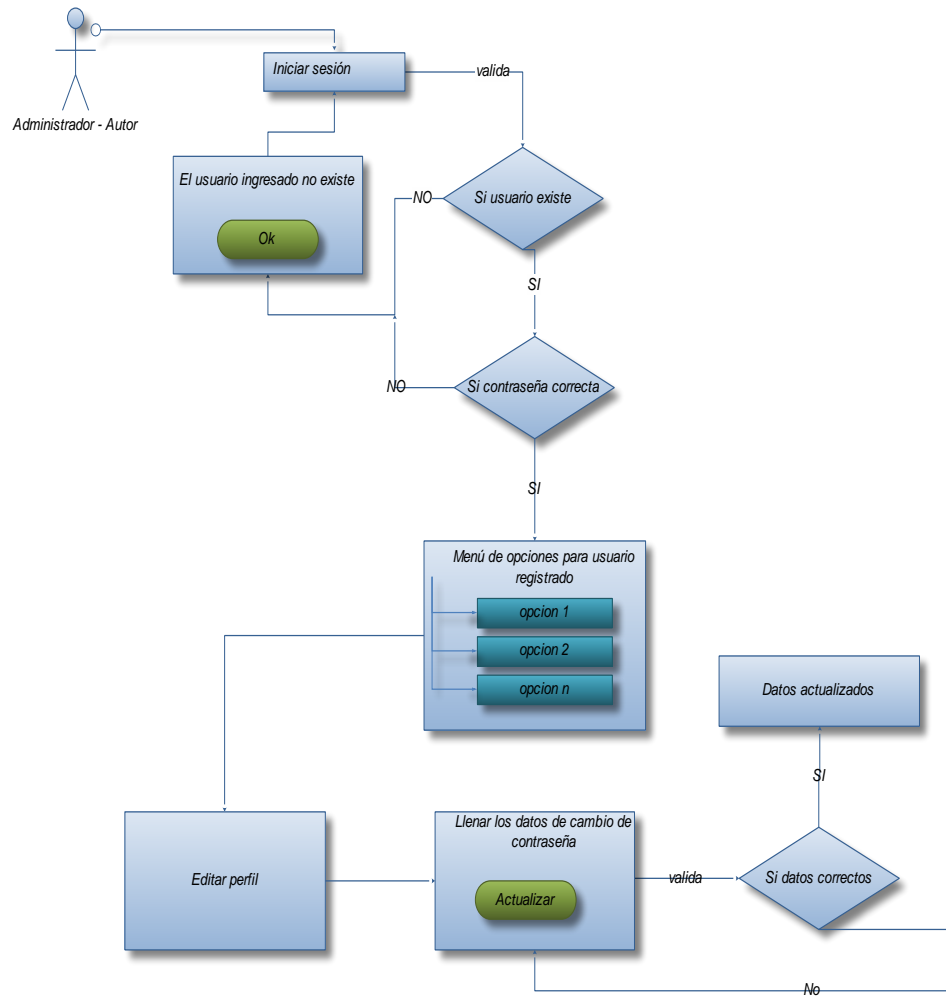 Administrador - Autor
Iniciar sesión
valida
El usuario ingresado no existe
Ok
NO
Si usuario existe
SI
NO
Si contraseña correcta
SI
Menú de opciones para usuario
registrado
opcion 1
opcion 2
opcion n
Datos actualizados
SI
Editar perfil
Llenar los datos de cambio de
contraseña
Actualizar
valida
Si datos correctos
No